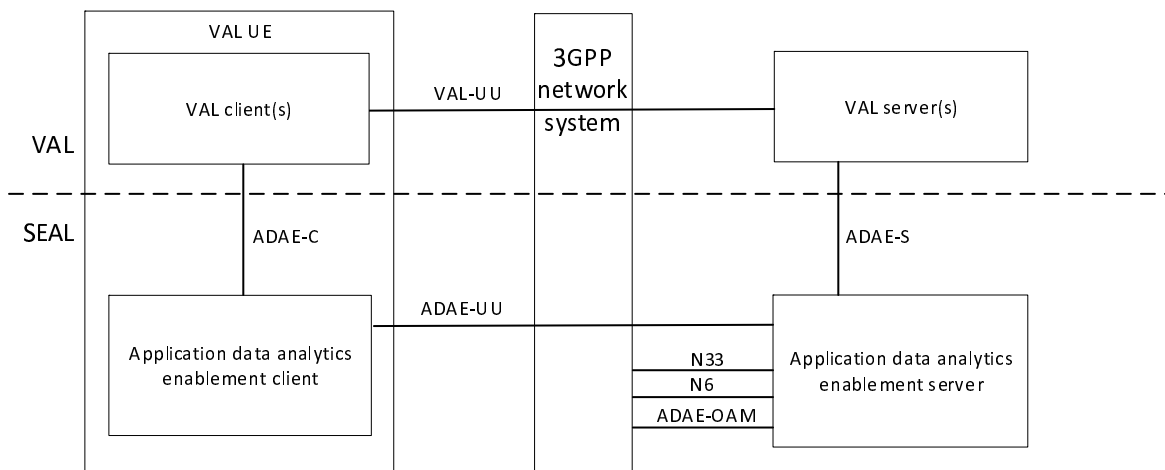 VAL UE
3GPP
network
system
VAL client(s)
VAL-UU
VAL server(s)
VAL
SEAL
ADAE-C
ADAE-S
ADAE-UU
Application data analytics
enablement client
N33
N6
ADAE-OAM
Application data analytics
enablement server